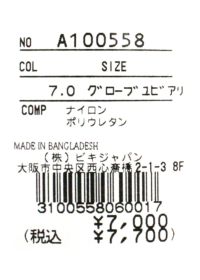 NO A100558
COL SIZE
7.0 グローブユビアリ
COMP ナイロン
ポリウレタン
MADE IN BANGLADESH
(株)ビキジャパン
大阪市中央区西心斎橋2-1-3 8F
3100558060017
¥7,000
(税込 ¥7,700)